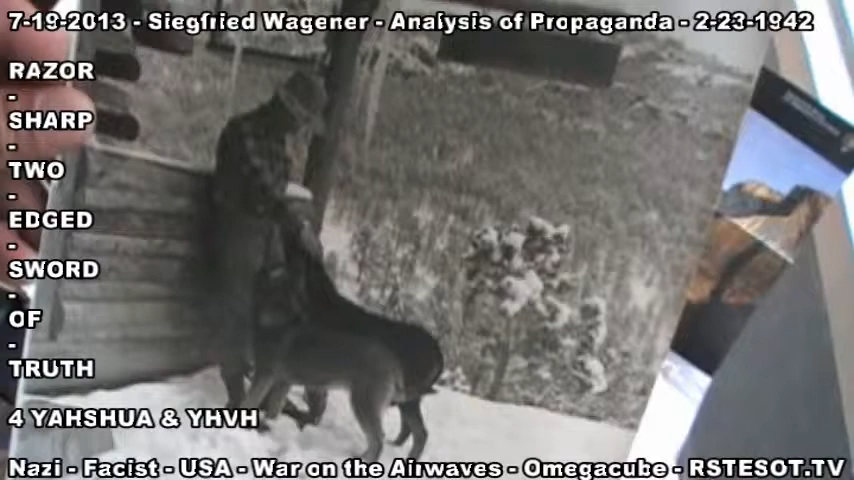 7-19-2013 - Siegfried Wagener - Analysis of Propaganda - 2-23-1942
RAZOR
-
SHARP
-
TWO
-
EDGED
-
SWORD
-
OF
-
TRUTH
4 YAHSHUA & YHVH
Nazi - Facist - USA - War on the Airwaves - Omegacube - RSTESOT.TV